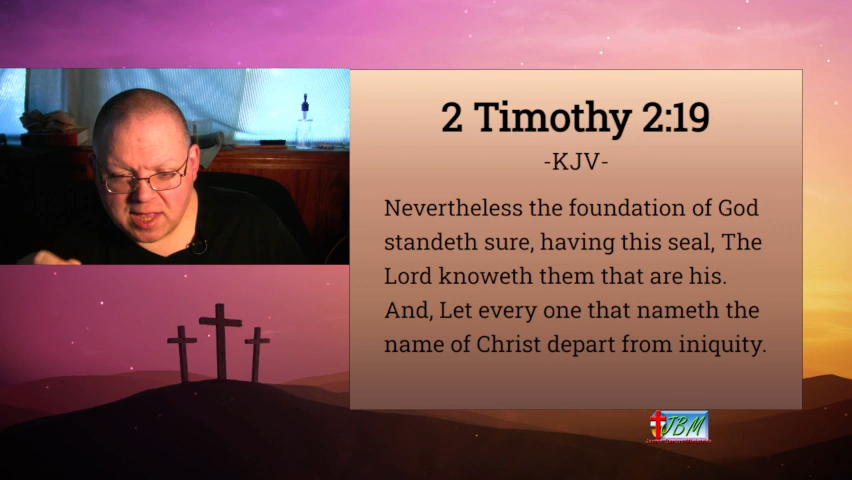 2 Timothy 2:19
-KJV-
Nevertheless the foundation of God
standeth sure, having this seal, The
Lord knoweth them that are his.
And, Let every one that nameth the
name of Christ depart from iniquity.
JBM